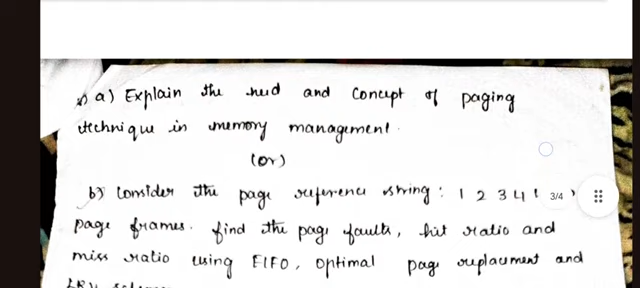 a) Explain the need and Concept of paging
technique in memory management.
(or)
b) Consider the page reference string: 1 2 3 4 1
3/4
page frames. find the page faults, hit ratio and
miss ratio using FIFO, Optimal page replacement and
LRU